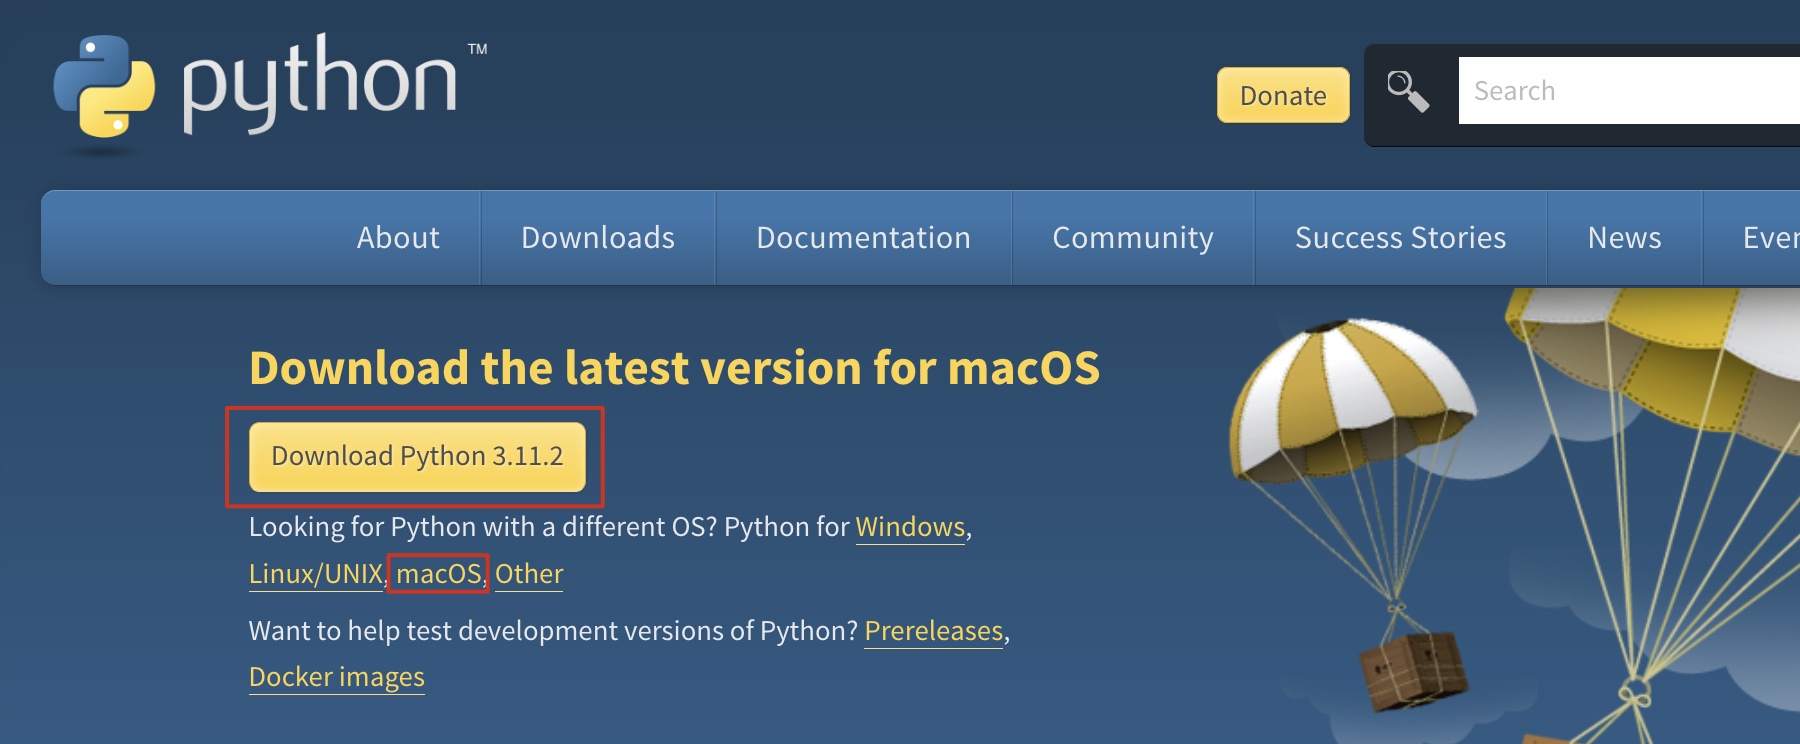 python™
Donate
Search
About Downloads Documentation Community Success Stories News
Download the latest version for macOS
Download Python 3.11.2
Looking for Python with a different OS? Python for Windows,
Linux/UNIX, macOS, Other
Want to help test development versions of Python? Prereleases,
Docker images